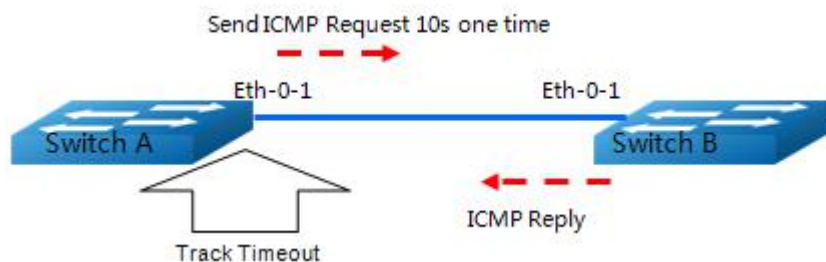 Send ICMP Request 10s one time
Eth-0-1
Eth-0-1
Switch A
Switch B
ICMP Reply
Track Timeout